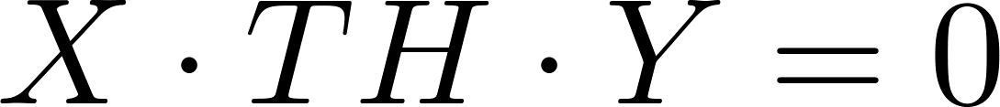 X · TH · Y = 0